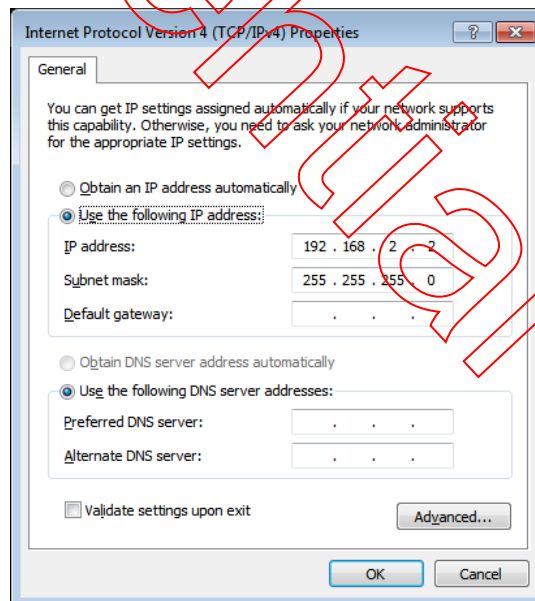 Internet Protocol Version 4 (TCP/IPv4) Properties
General
You can get IP settings assigned automatically if your network supports
this capability. Otherwise, you need to ask your network administrator
for the appropriate IP settings.
Obtain an IP address automatically
Use the following IP address:
IP address: 192 . 168 . 2 . 2
Subnet mask: 255 . 255 . 255 . 0
Default gateway: . . .
Obtain DNS server address automatically
Use the following DNS server addresses:
Preferred DNS server: . . .
Alternate DNS server: . . .
Validate settings upon exit
Advanced...
OK Cancel